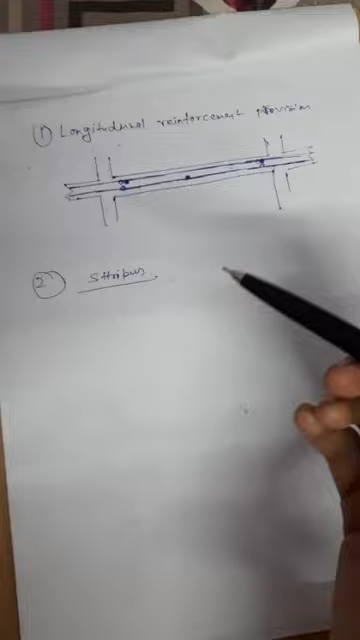 ① Longitudinal reinforcement provision
② Stirrups.